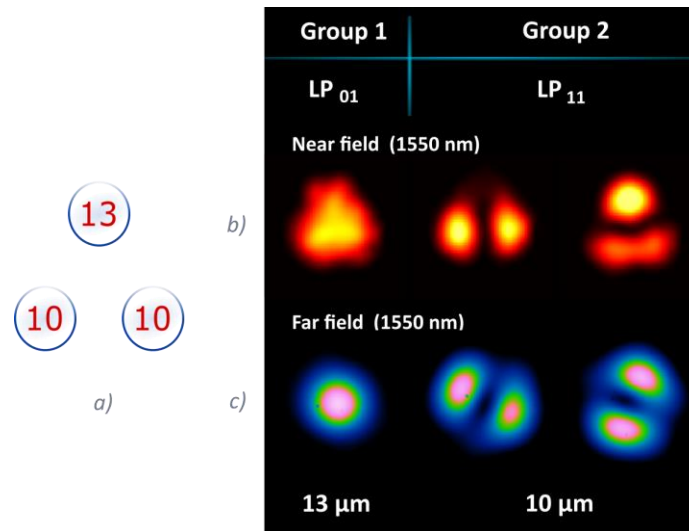 Group 1 Group 2
LP 01 LP 11
Near field (1550 nm)
13
b)
10 10
Far field (1550 nm)
a) c)
13 µm 10 µm